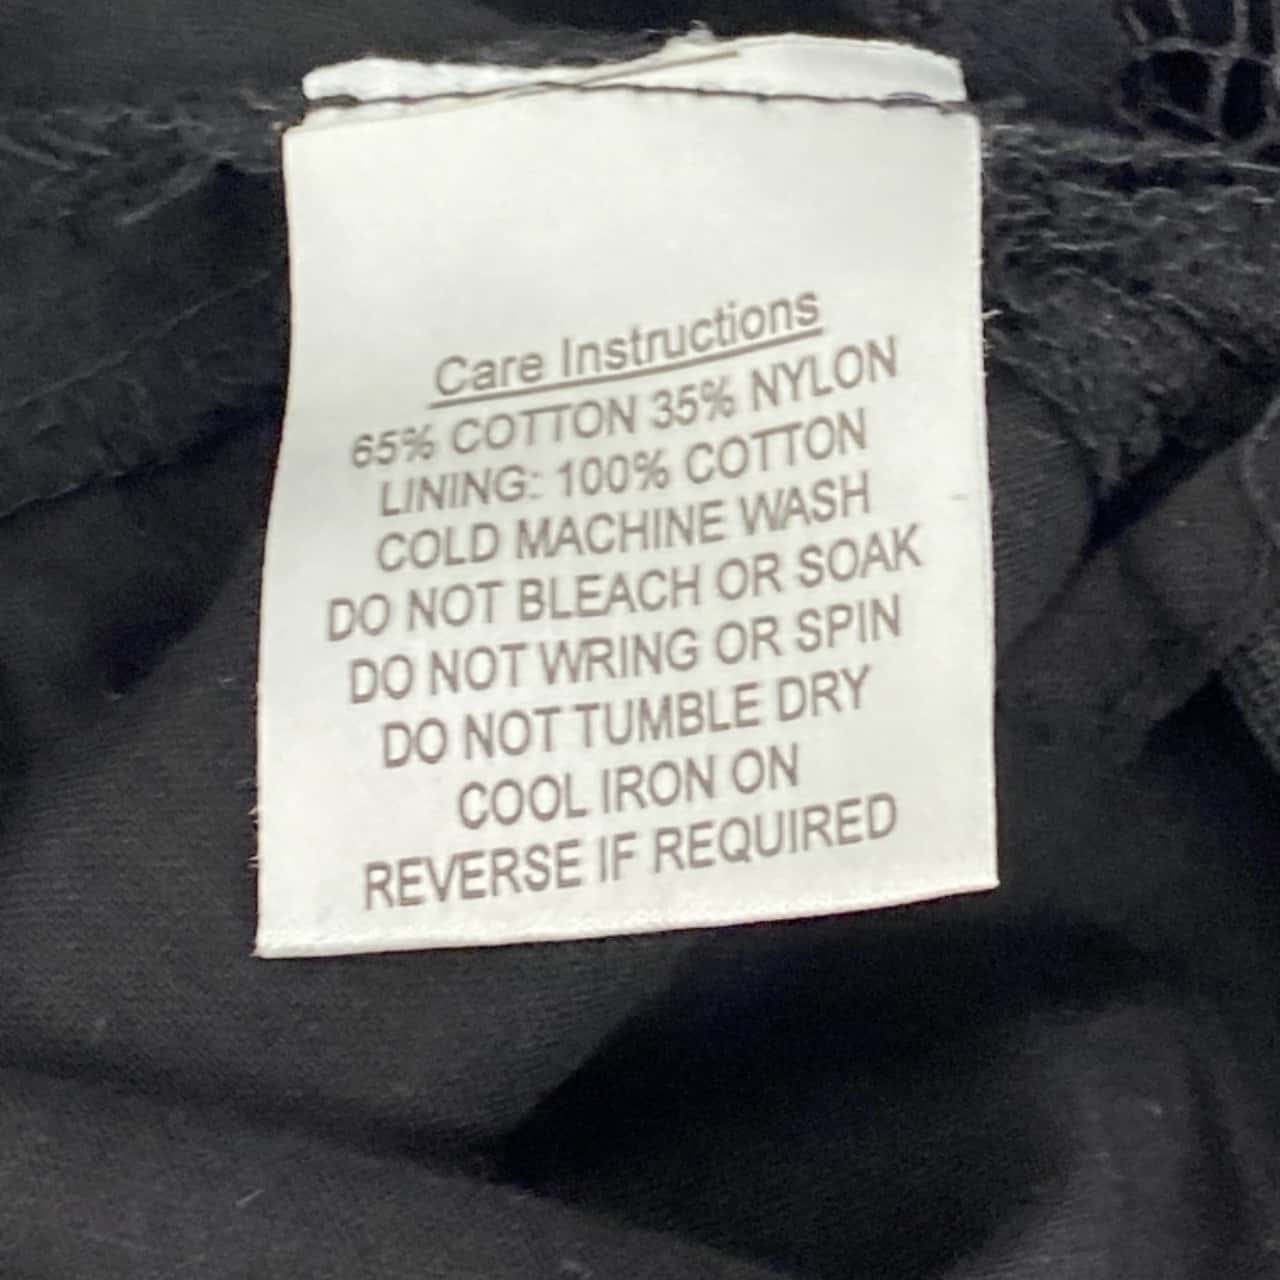 Care Instructions
65% COTTON 35% NYLON
LINING: 100% COTTON
COLD MACHINE WASH
DO NOT BLEACH OR SOAK
DO NOT WRING OR SPIN
DO NOT TUMBLE DRY
COOL IRON ON
REVERSE IF REQUIRED